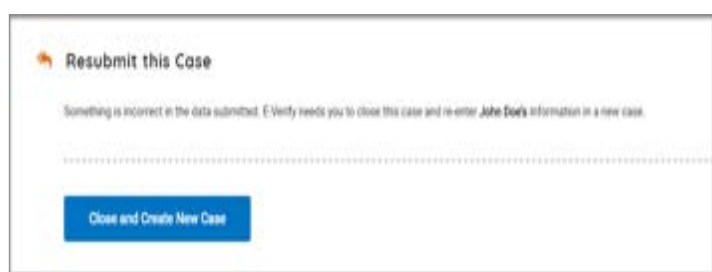 Resubmit this Case
Something is incorrect in the data submitted. E-Verify needs you to close this case and re-enter John Doe's information in a new case.
Close and Create New Case